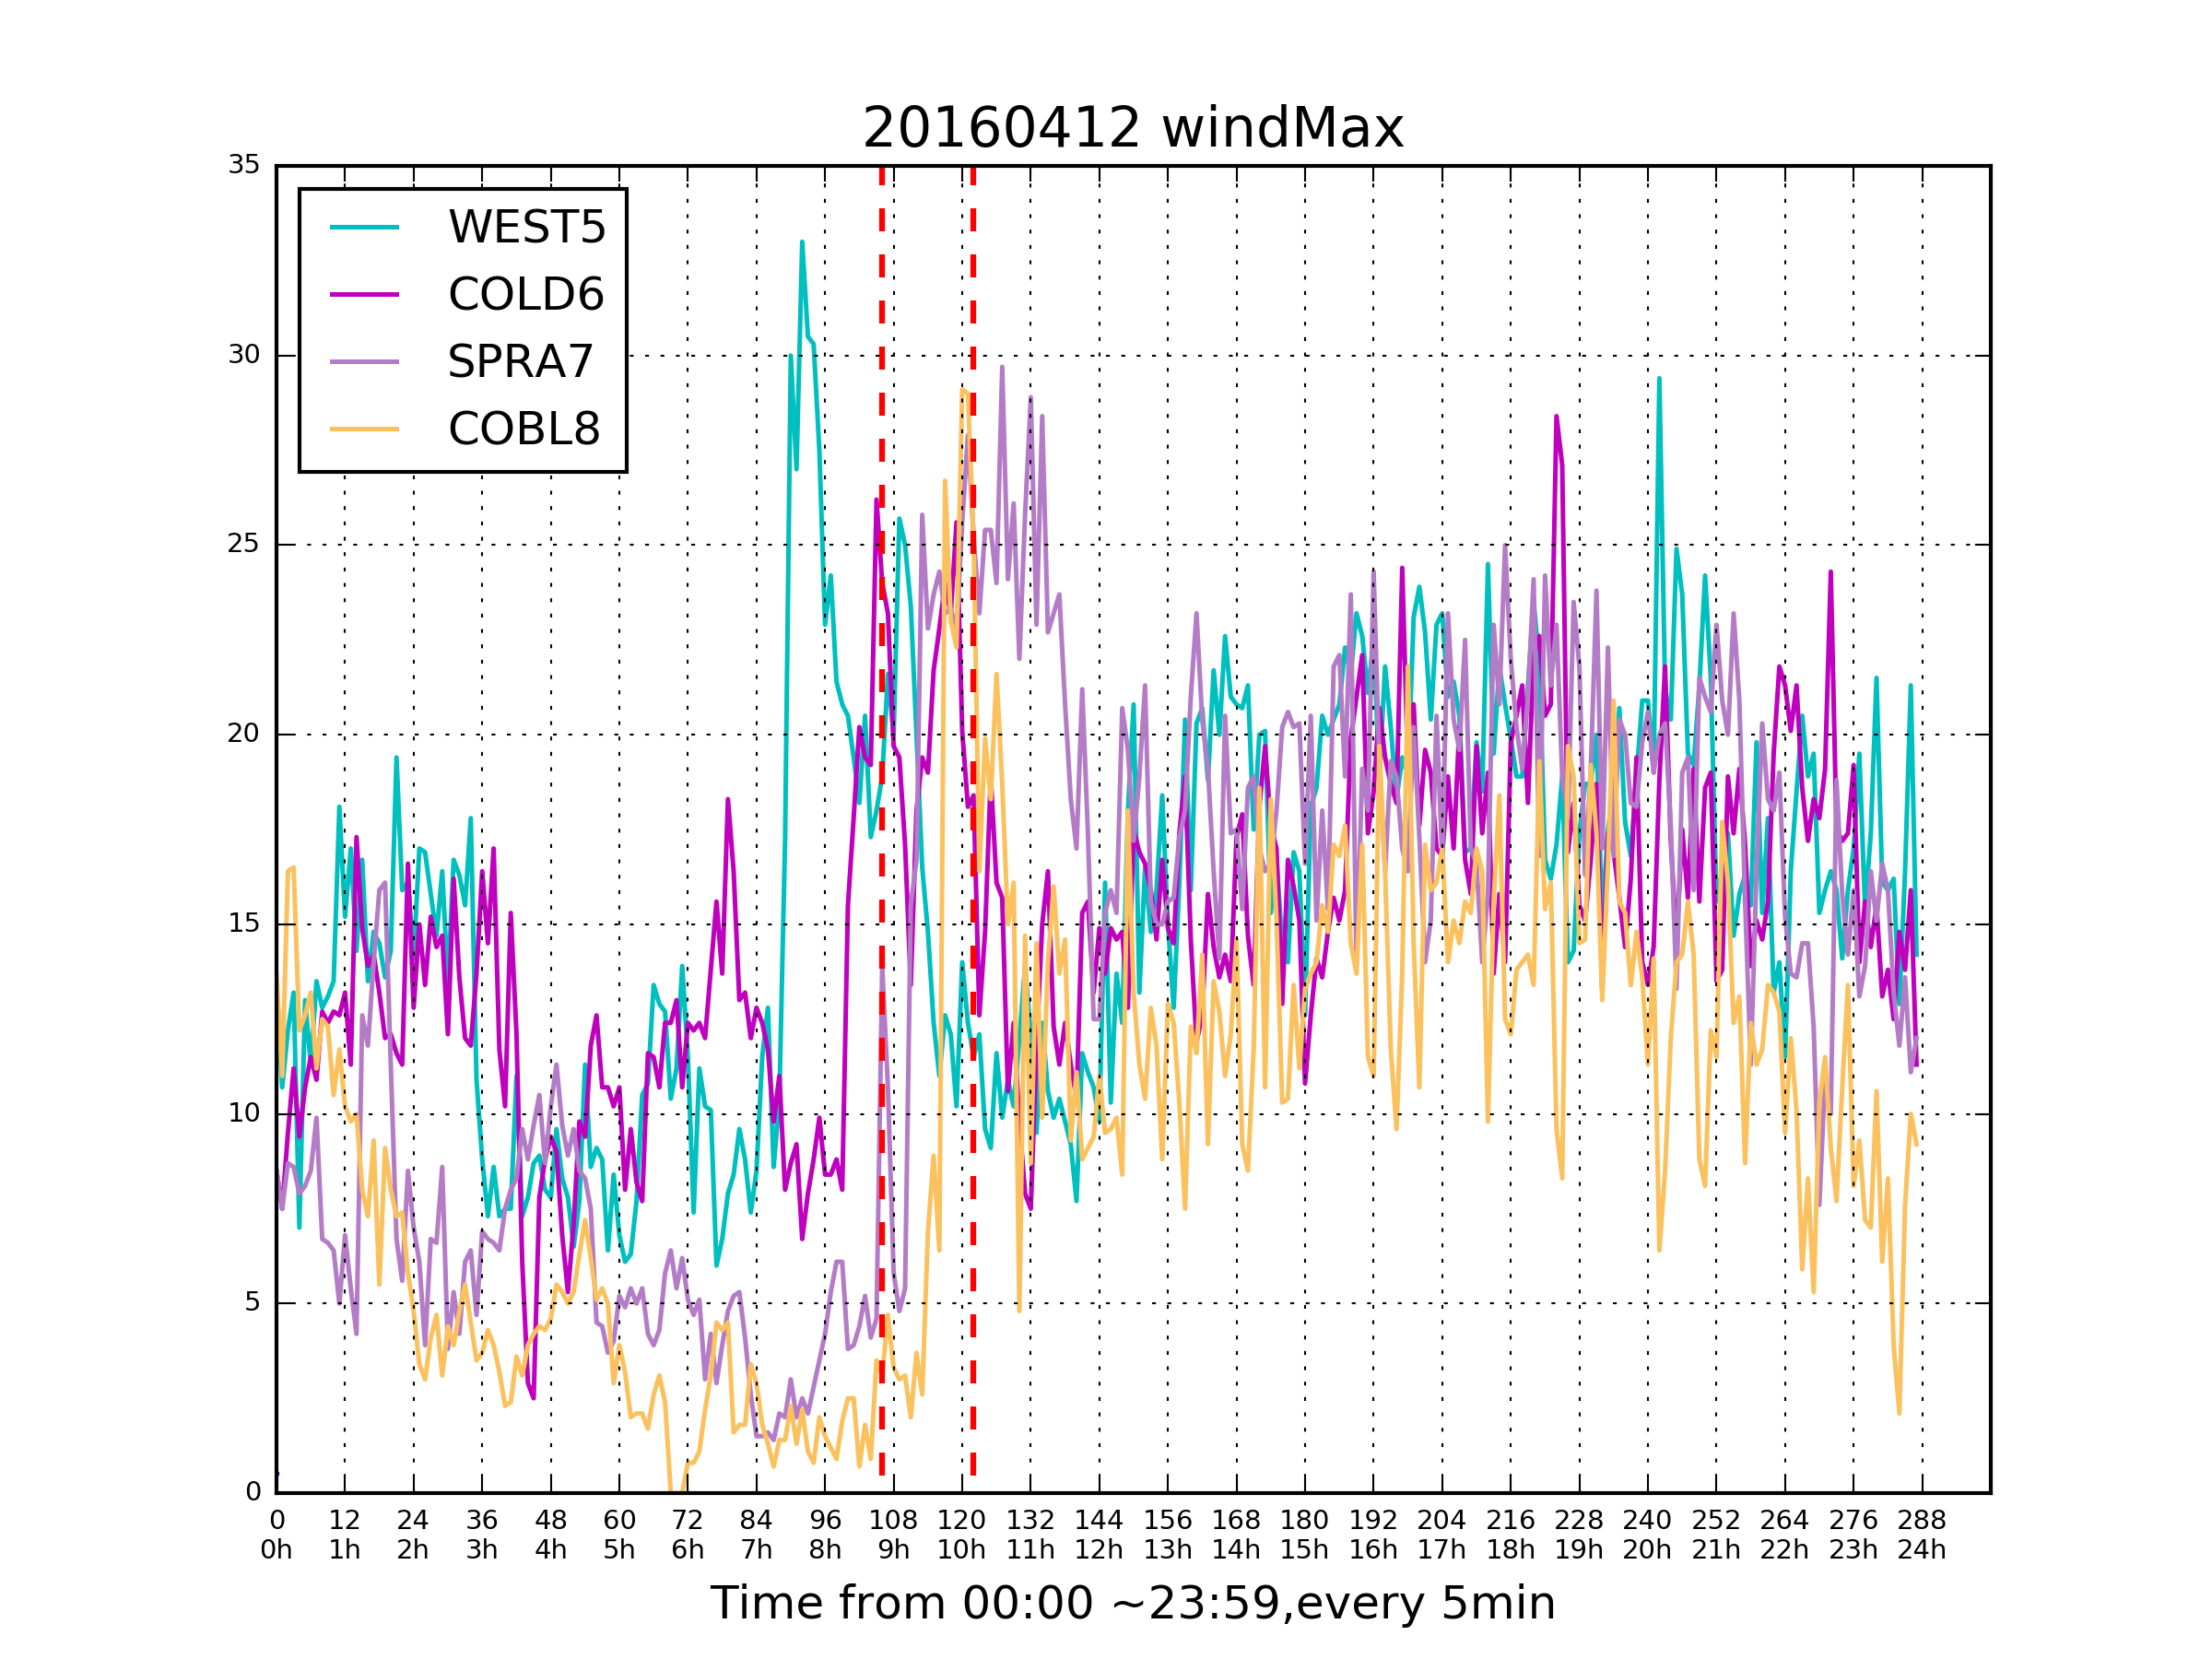 20160412 windMax
35
30
25
20
15
10
5
0
WEST5
COLD6
SPRA7
COBL8
0 12 24 36 48 60 72 84 96 108 120 132 144 156 168 180 192 204 216 228 240 252 264 276 288
0h 1h 2h 3h 4h 5h 6h 7h 8h 9h 10h 11h 12h 13h 14h 15h 16h 17h 18h 19h 20h 21h 22h 23h 24h
Time from 00:00 ~23:59,every 5min